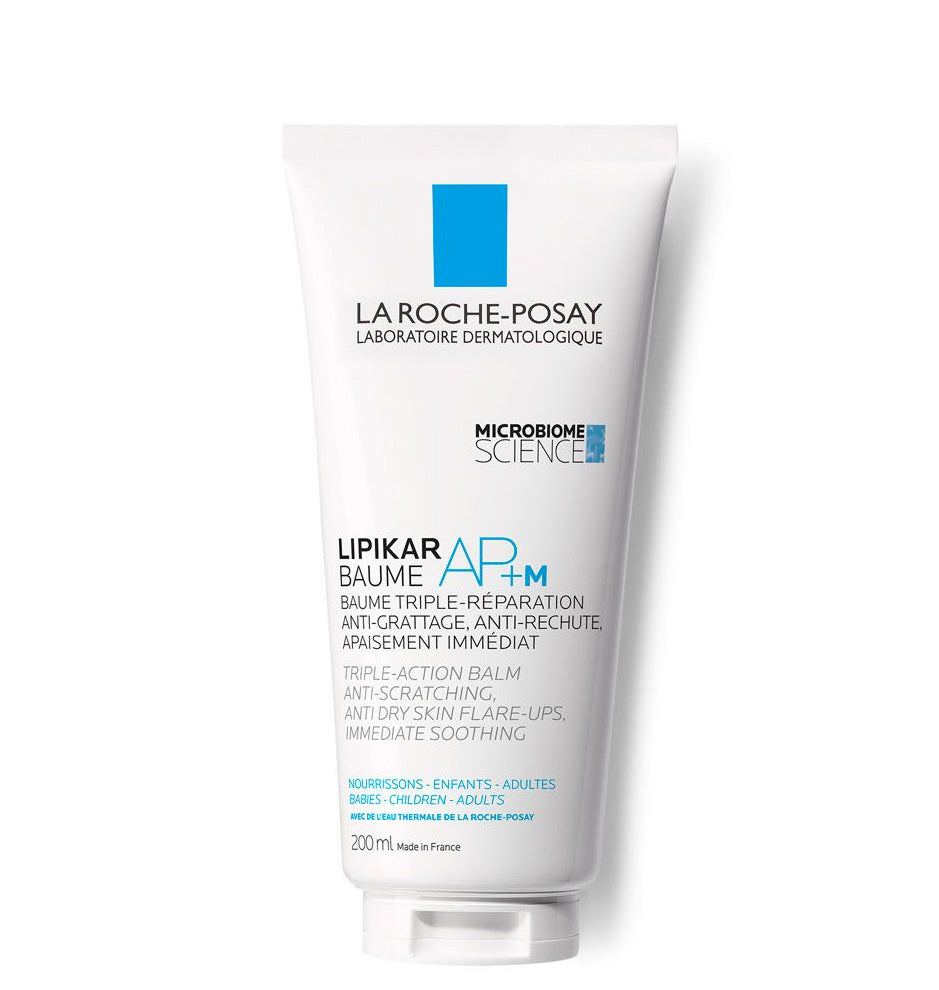 LA ROCHE-POSAY
LABORATOIRE DERMATOLOGIQUE
MICROBIOME
SCIENCE
LIPIKAR
BAUME AP+M
BAUME TRIPLE-RÉPARATION
ANTI-GRATTAGE, ANTI-RECHUTE,
APAISEMENT IMMÉDIAT
TRIPLE-ACTION BALM
ANTI-SCRATCHING,
ANTI DRY SKIN FLARE-UPS,
IMMEDIATE SOOTHING
NOURRISSONS - ENFANTS - ADULTES
BABIES - CHILDREN - ADULTS
AVEC DE L'EAU THERMALE DE LA ROCHE-POSAY
200 ml Made in France